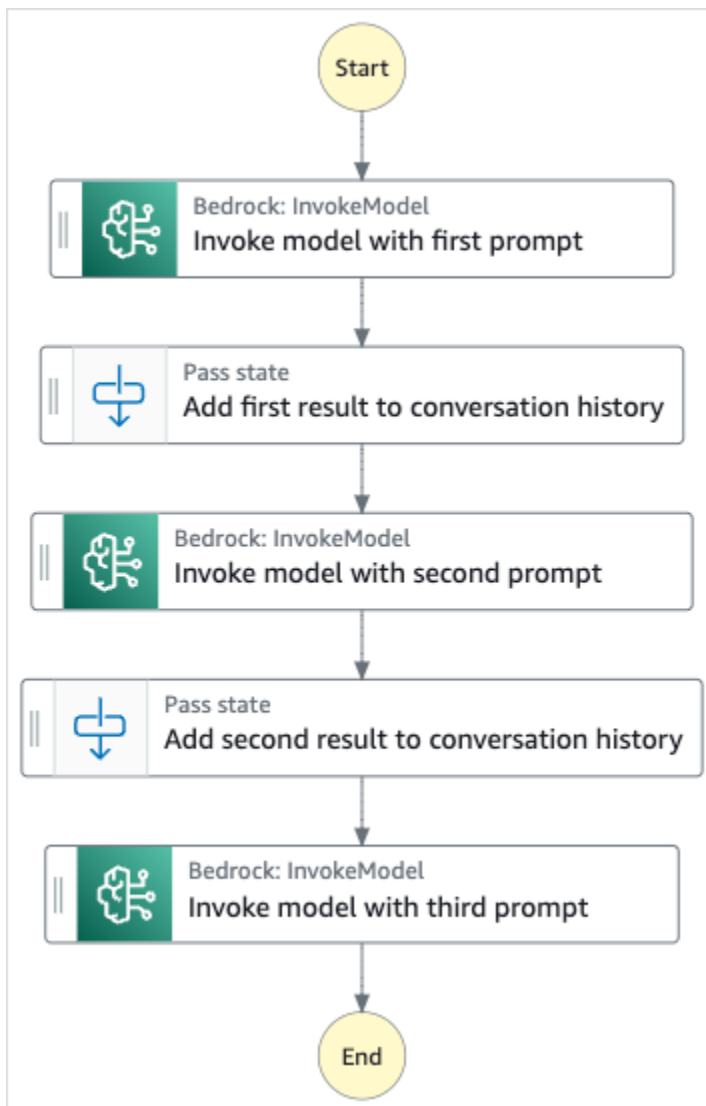 Start
Bedrock: InvokeModel
Invoke model with first prompt
Pass state
Add first result to conversation history
Bedrock: InvokeModel
Invoke model with second prompt
Pass state
Add second result to conversation history
Bedrock: InvokeModel
Invoke model with third prompt
End